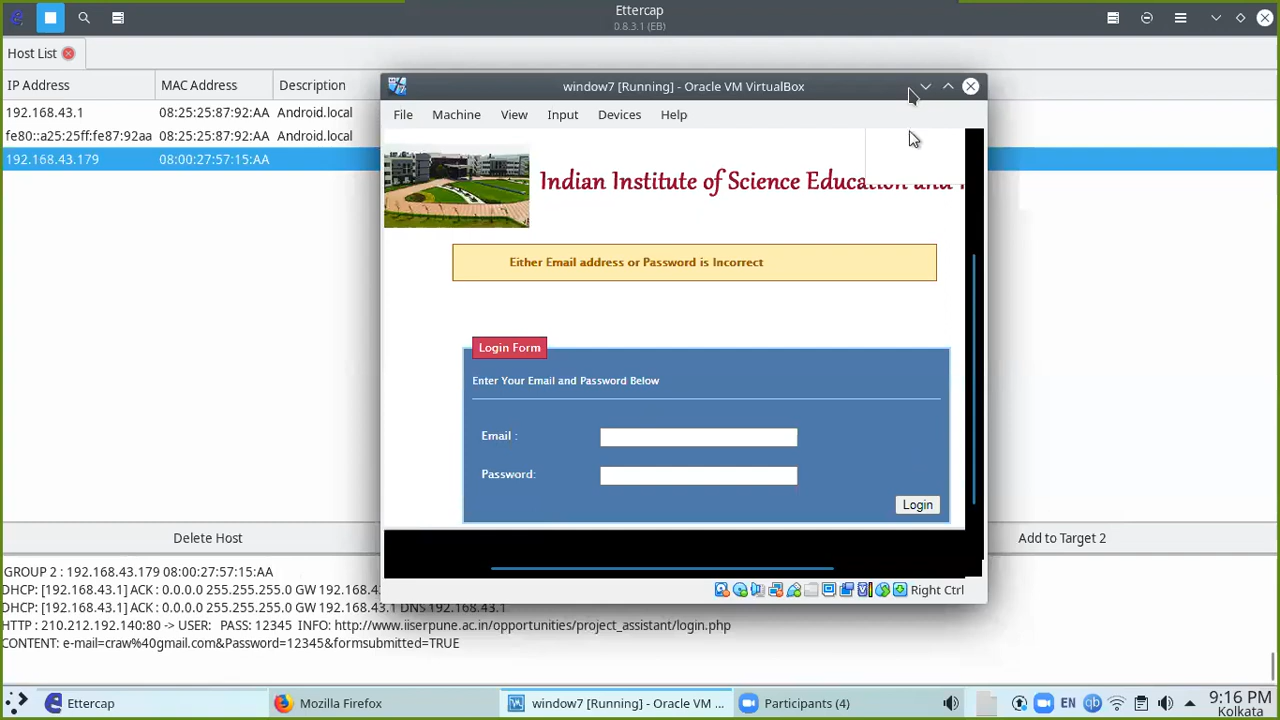 Ettercap
0.8.3.1 (EB)
Host List
IP Address MAC Address Description
192.168.43.1 08:25:25:87:92:AA Android.local
fe80::a25:25ff:fe87:92aa 08:25:25:87:92:AA Android.local
192.168.43.179 08:00:27:57:15:AA
window7 [Running] - Oracle VM VirtualBox
File Machine View Input Devices Help
Indian Institute of Science Education and
Either Email address or Password is Incorrect
Login Form
Enter Your Email and Password Below
Email :
Password:
Login
Right Ctrl
Delete Host Add to Target 2
GROUP 2 : 192.168.43.179 08:00:27:57:15:AA
DHCP: [192.168.43.1] ACK : 0.0.0.0 255.255.255.0 GW 192.168.43.1 DNS 192.168.43.1
DHCP: [192.168.43.1] ACK : 0.0.0.0 255.255.255.0 GW 192.168.43.1 DNS 192.168.43.1
HTTP : 210.212.192.140:80 -> USER: PASS: 12345 INFO: http://www.iiserpune.ac.in/opportunities/project_assistant/login.php
CONTENT: e-mail=craw%40gmail.com&Password=12345&formsubmitted=TRUE
Ettercap Mozilla Firefox window7 [Running] - Oracle VM ... Participants (4) EN qb 9:16 PM
Kolkata